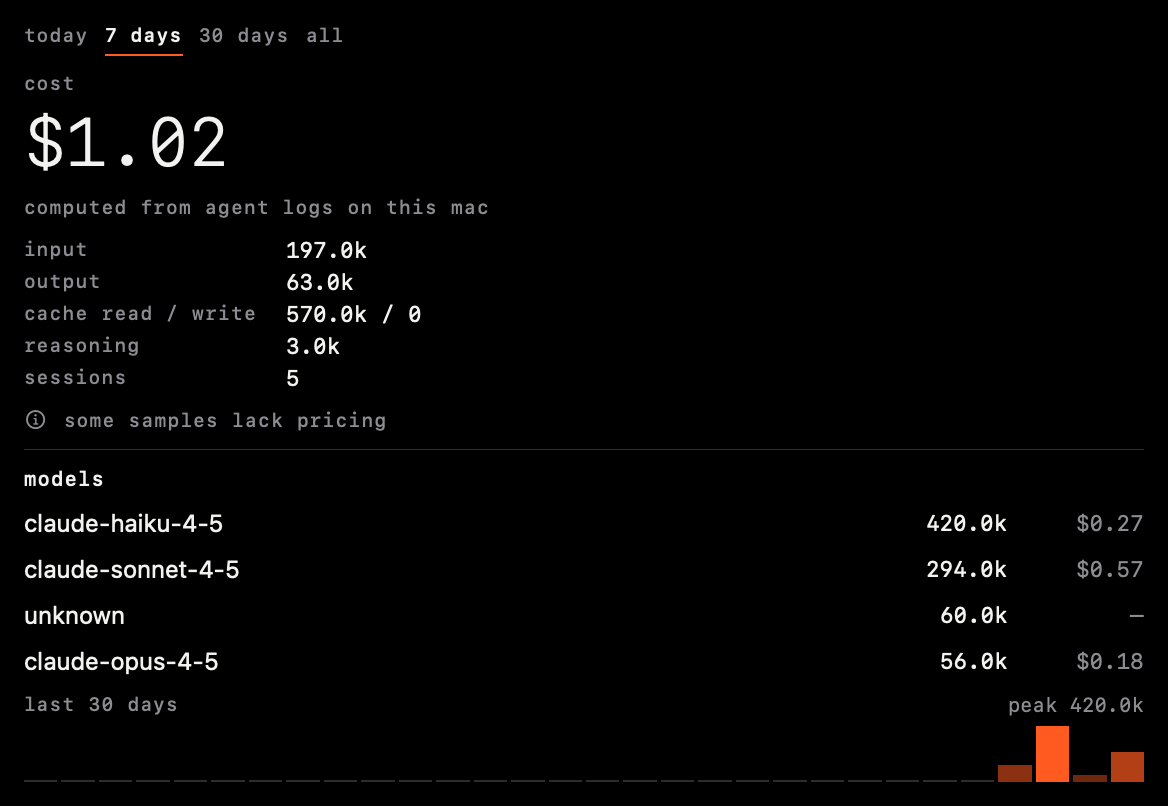 today 7 days 30 days all
cost
$1.02
computed from agent logs on this mac
input 197.0k
output 63.0k
cache read / write 570.0k / 0
reasoning 3.0k
sessions 5
some samples lack pricing
models
claude-haiku-4-5 420.0k $0.27
claude-sonnet-4-5 294.0k $0.57
unknown 60.0k —
claude-opus-4-5 56.0k $0.18
last 30 days peak 420.0k